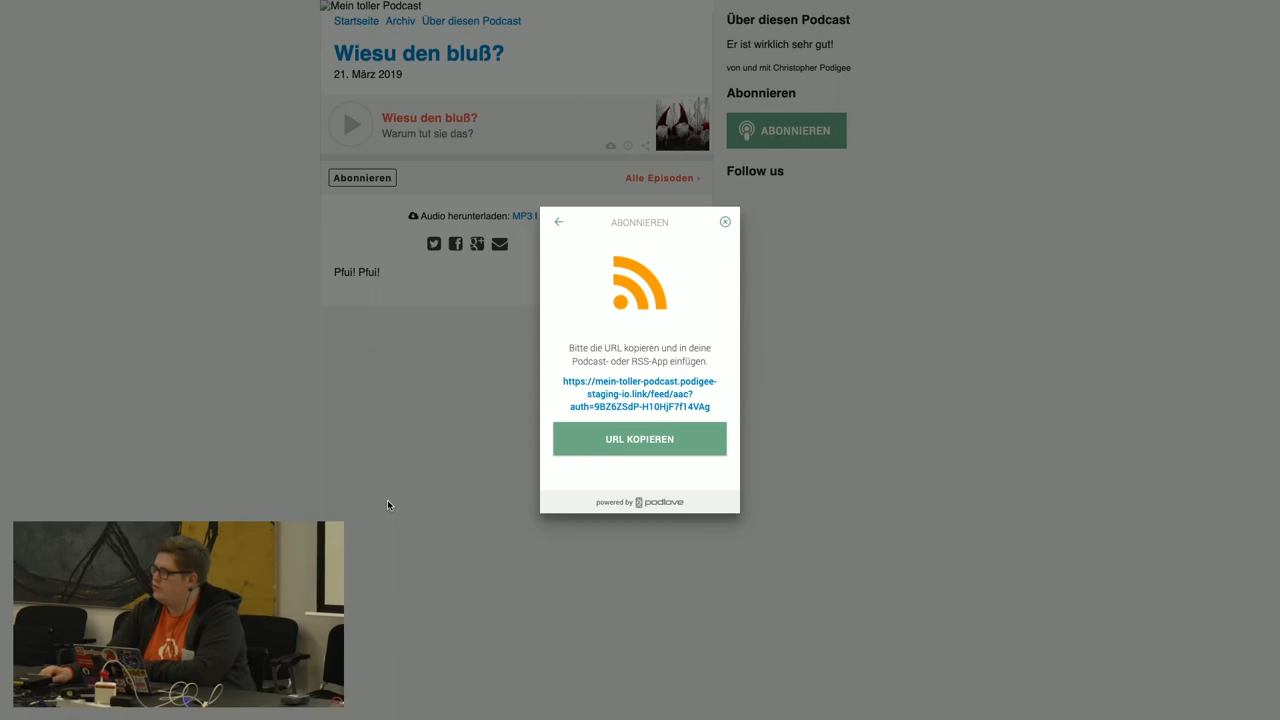 Mein toller Podcast
Startseite Archiv Über diesen Podcast
Wiesu den bluß?
21. März 2019
Wiesu den bluß?
Warum tut sie das?
Abonnieren
Alle Episoden ›
Audio herunterladen: MP3 |
Pfui! Pfui!
Über diesen Podcast
Er ist wirklich sehr gut!
von und mit Christopher Podigee
Abonnieren
ABONNIEREN
Follow us
ABONNIEREN
Bitte die URL kopieren und in deine
Podcast- oder RSS-App einfügen.
https://mein-toller-podcast.podigee-
staging-io.link/feed/aac?
auth=9BZ6ZSdP-H10HjF7f14VAg
URL KOPIEREN
powered by podlove